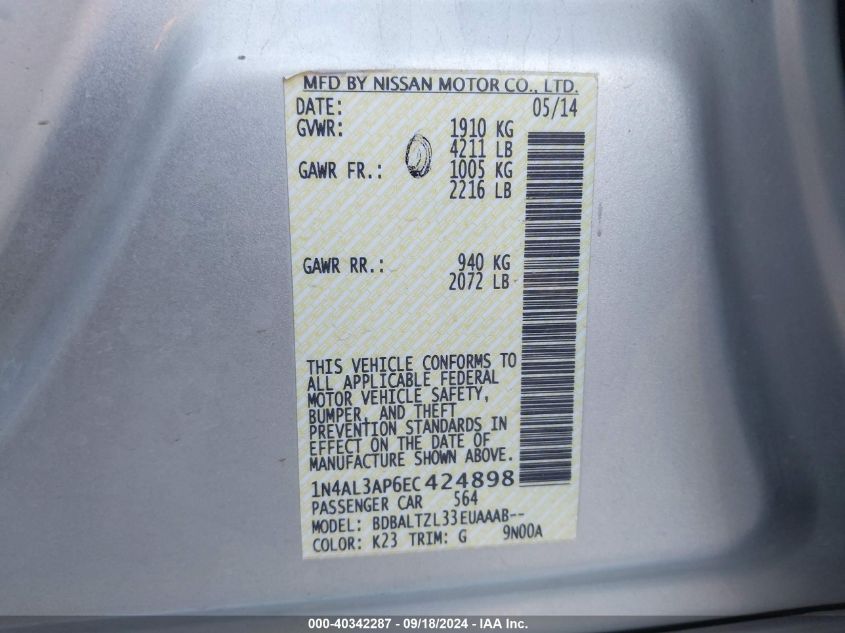 MFD BY NISSAN MOTOR CO., LTD.
DATE: 05/14
GVWR: 1910 KG
4211 LB
GAWR FR.: 1005 KG
2216 LB
GAWR RR.: 940 KG
2072 LB
THIS VEHICLE CONFORMS TO
ALL APPLICABLE FEDERAL
MOTOR VEHICLE SAFETY,
BUMPER, AND THEFT
PREVENTION STANDARDS IN
EFFECT ON THE DATE OF
MANUFACTURE SHOWN ABOVE.
1N4AL3AP6EC424898
PASSENGER CAR 564
MODEL: BDBALTZL33EUAAAB--
COLOR: K23 TRIM: G 9N00A
000-40342287 - 09/18/2024 - IAA Inc.